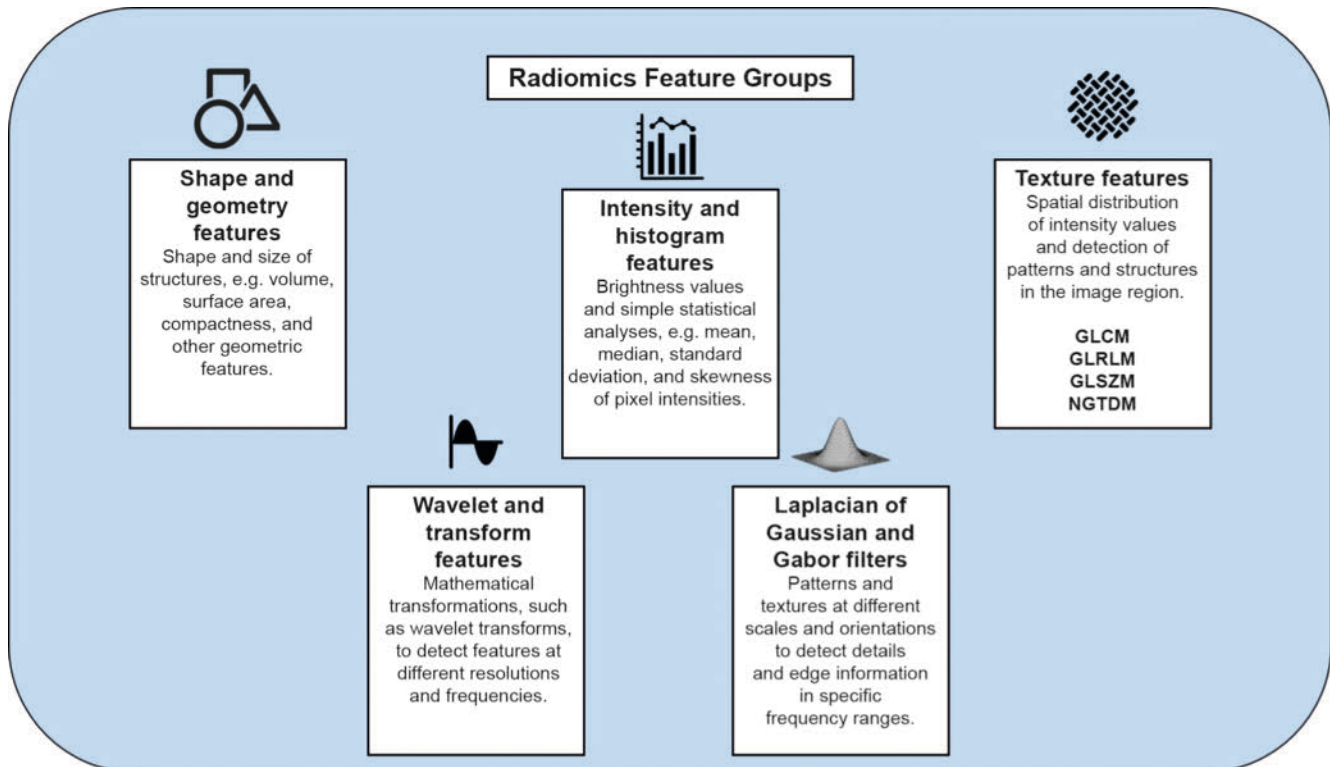 Radiomics Feature Groups
Shape and
geometry
features
Shape and size of
structures, e.g. volume,
surface area,
compactness, and
other geometric
features.
Intensity and
histogram
features
Brightness values
and simple statistical
analyses, e.g. mean,
median, standard
deviation, and skewness
of pixel intensities.
Texture features
Spatial distribution
of intensity values
and detection of
patterns and structures
in the image region.
GLCM
GLRLM
GLSZM
NGTDM
Wavelet and
transform
features
Mathematical
transformations, such
as wavelet transforms,
to detect features at
different resolutions
and frequencies.
Laplacian of
Gaussian and
Gabor filters
Patterns and
textures at different
scales and orientations
to detect details
and edge information
in specific
frequency ranges.